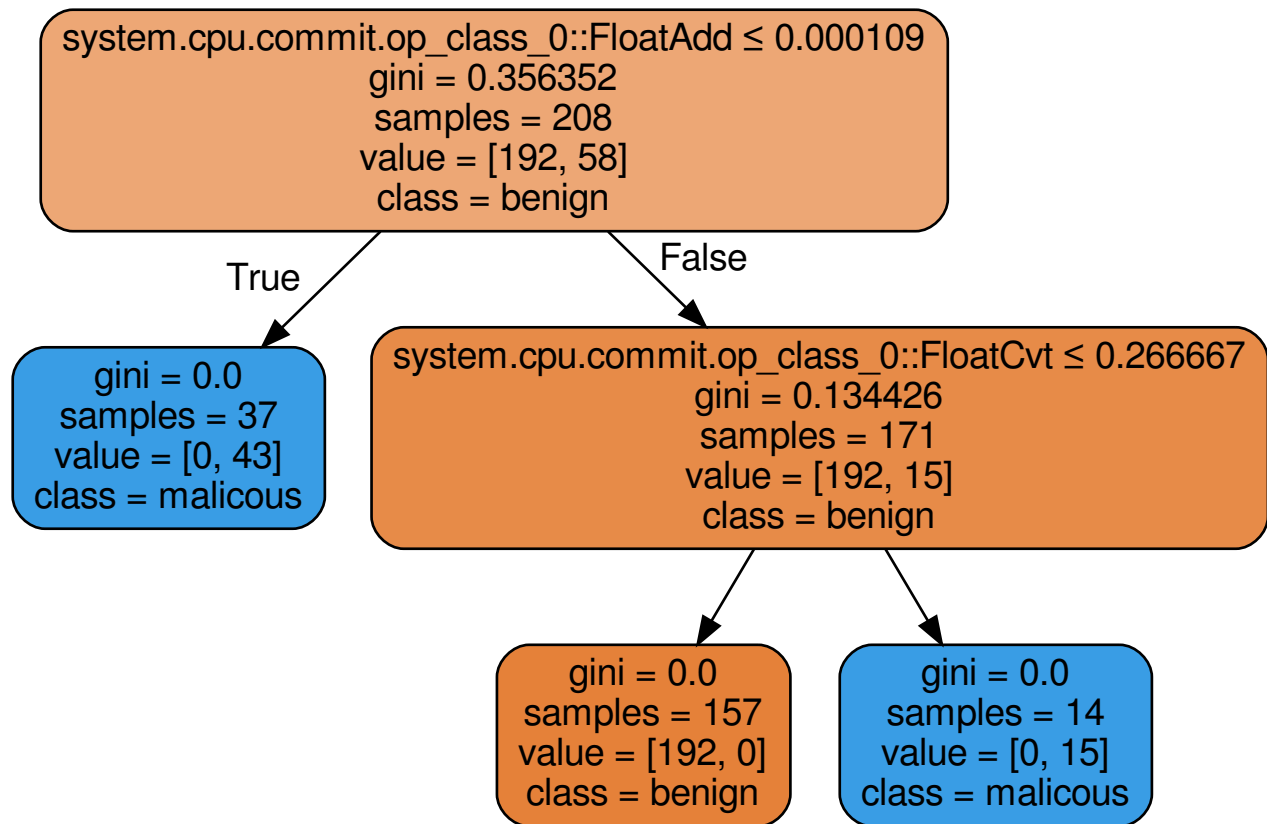 system.cpu.commit.op_class_0::FloatAdd ≤ 0.000109
gini = 0.356352
samples = 208
value = [192, 58]
class = benign
True
False
gini = 0.0
samples = 37
value = [0, 43]
class = malicous
system.cpu.commit.op_class_0::FloatCvt ≤ 0.266667
gini = 0.134426
samples = 171
value = [192, 15]
class = benign
gini = 0.0
samples = 157
value = [192, 0]
class = benign
gini = 0.0
samples = 14
value = [0, 15]
class = malicous